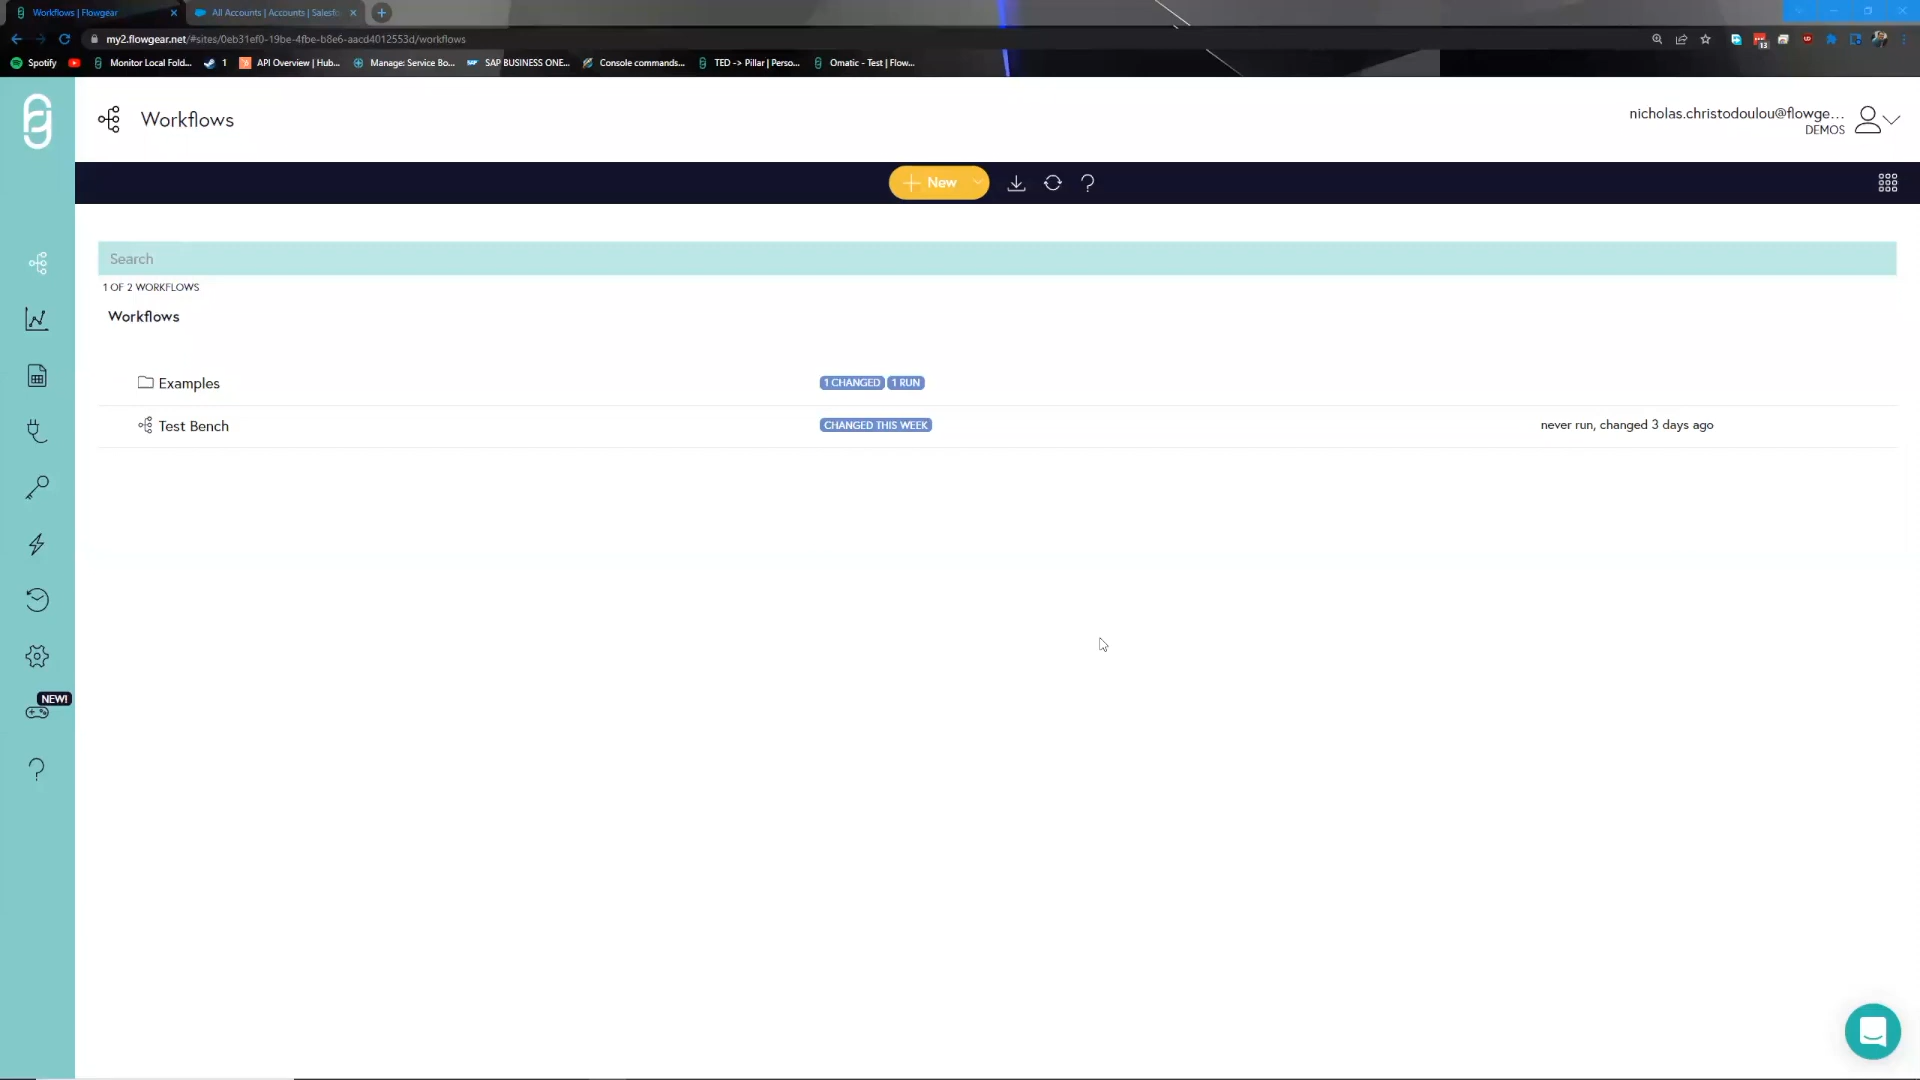 Workflows | Flowgear
All Accounts | Accounts | Salesfo
my2.flowgear.net/#sites/0eb31ef0-19be-4fbe-b8e6-aacd4012553d/workflows
13
Spotify
Monitor Local Fold...
1
API Overview | Hub...
Manage: Service Bo...
SAP BUSINESS ONE...
Console commands...
TED -> Pillar | Perso...
Omatic - Test | Flow...
Workflows
nicholas.christodoulou@flowge...
DEMOS
New
Search
1 OF 2 WORKFLOWS
Workflows
Examples
1 CHANGED 1 RUN
Test Bench
CHANGED THIS WEEK
never run, changed 3 days ago
NEW!